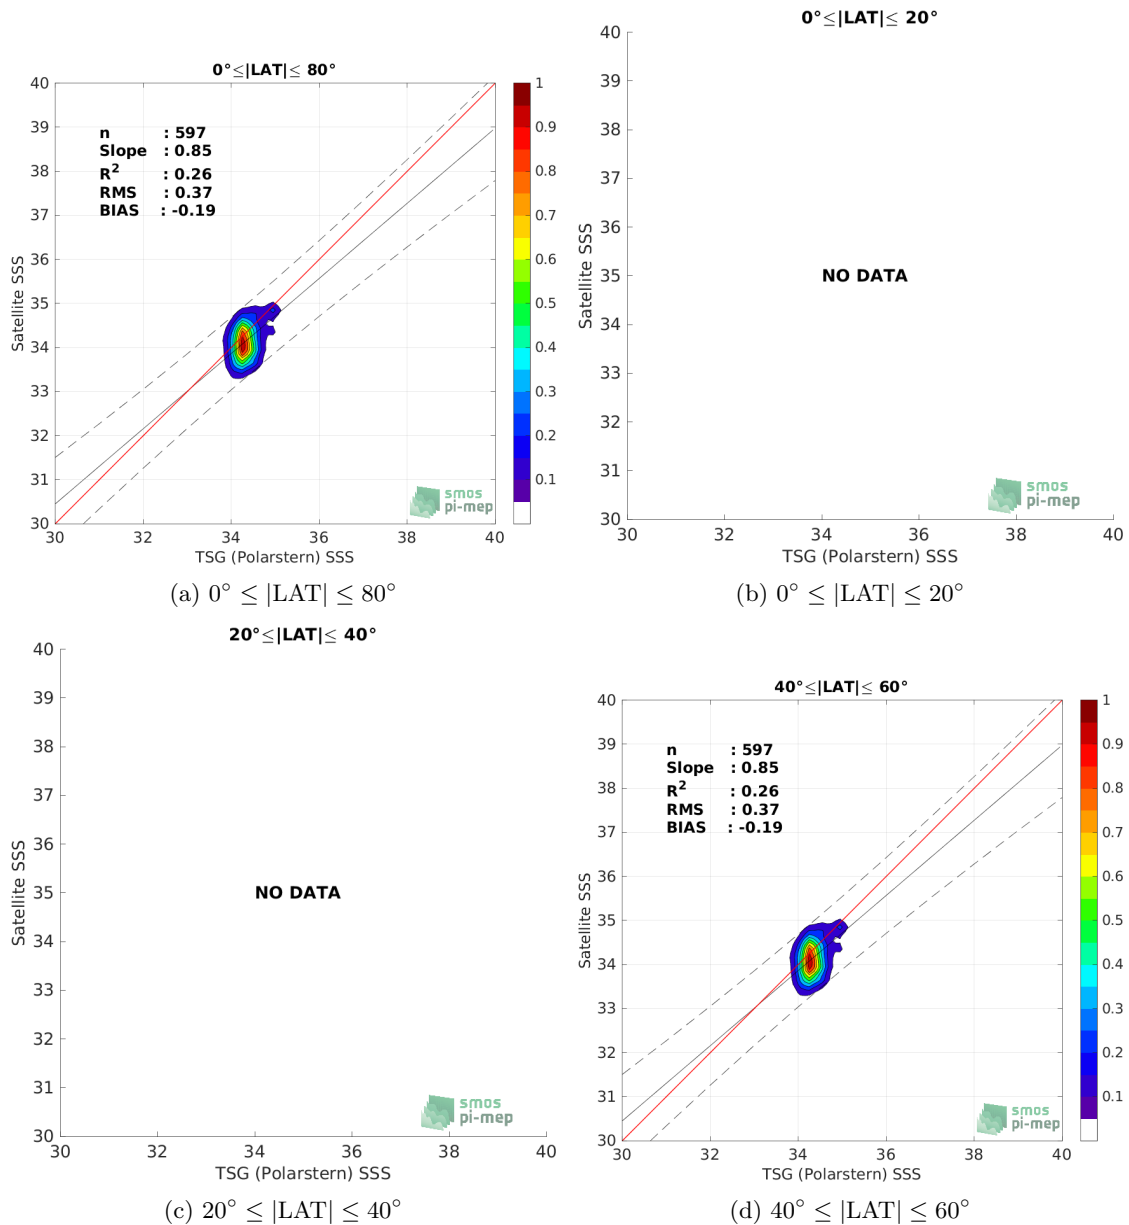 0°≤|LAT|≤ 80°
40
39
38
37
36
35
34
33
32
31
30
Satellite SSS
n : 597
Slope : 0.85
R² : 0.26
RMS : 0.37
BIAS : -0.19
smos
pi-mep
30 32 34 36 38 40
TSG (Polarstern) SSS
1
0.9
0.8
0.7
0.6
0.5
0.4
0.3
0.2
0.1
(a) 0° ≤ |LAT| ≤ 80°
0°≤|LAT|≤ 20°
40
39
38
37
36
35
34
33
32
31
30
Satellite SSS
NO DATA
smos
pi-mep
30 32 34 36 38 40
TSG (Polarstern) SSS
(b) 0° ≤ |LAT| ≤ 20°
20°≤|LAT|≤ 40°
40
39
38
37
36
35
34
33
32
31
30
Satellite SSS
NO DATA
smos
pi-mep
30 32 34 36 38 40
TSG (Polarstern) SSS
(c) 20° ≤ |LAT| ≤ 40°
40°≤|LAT|≤ 60°
40
39
38
37
36
35
34
33
32
31
30
Satellite SSS
n : 597
Slope : 0.85
R² : 0.26
RMS : 0.37
BIAS : -0.19
smos
pi-mep
30 32 34 36 38 40
TSG (Polarstern) SSS
1
0.9
0.8
0.7
0.6
0.5
0.4
0.3
0.2
0.1
(d) 40° ≤ |LAT| ≤ 60°